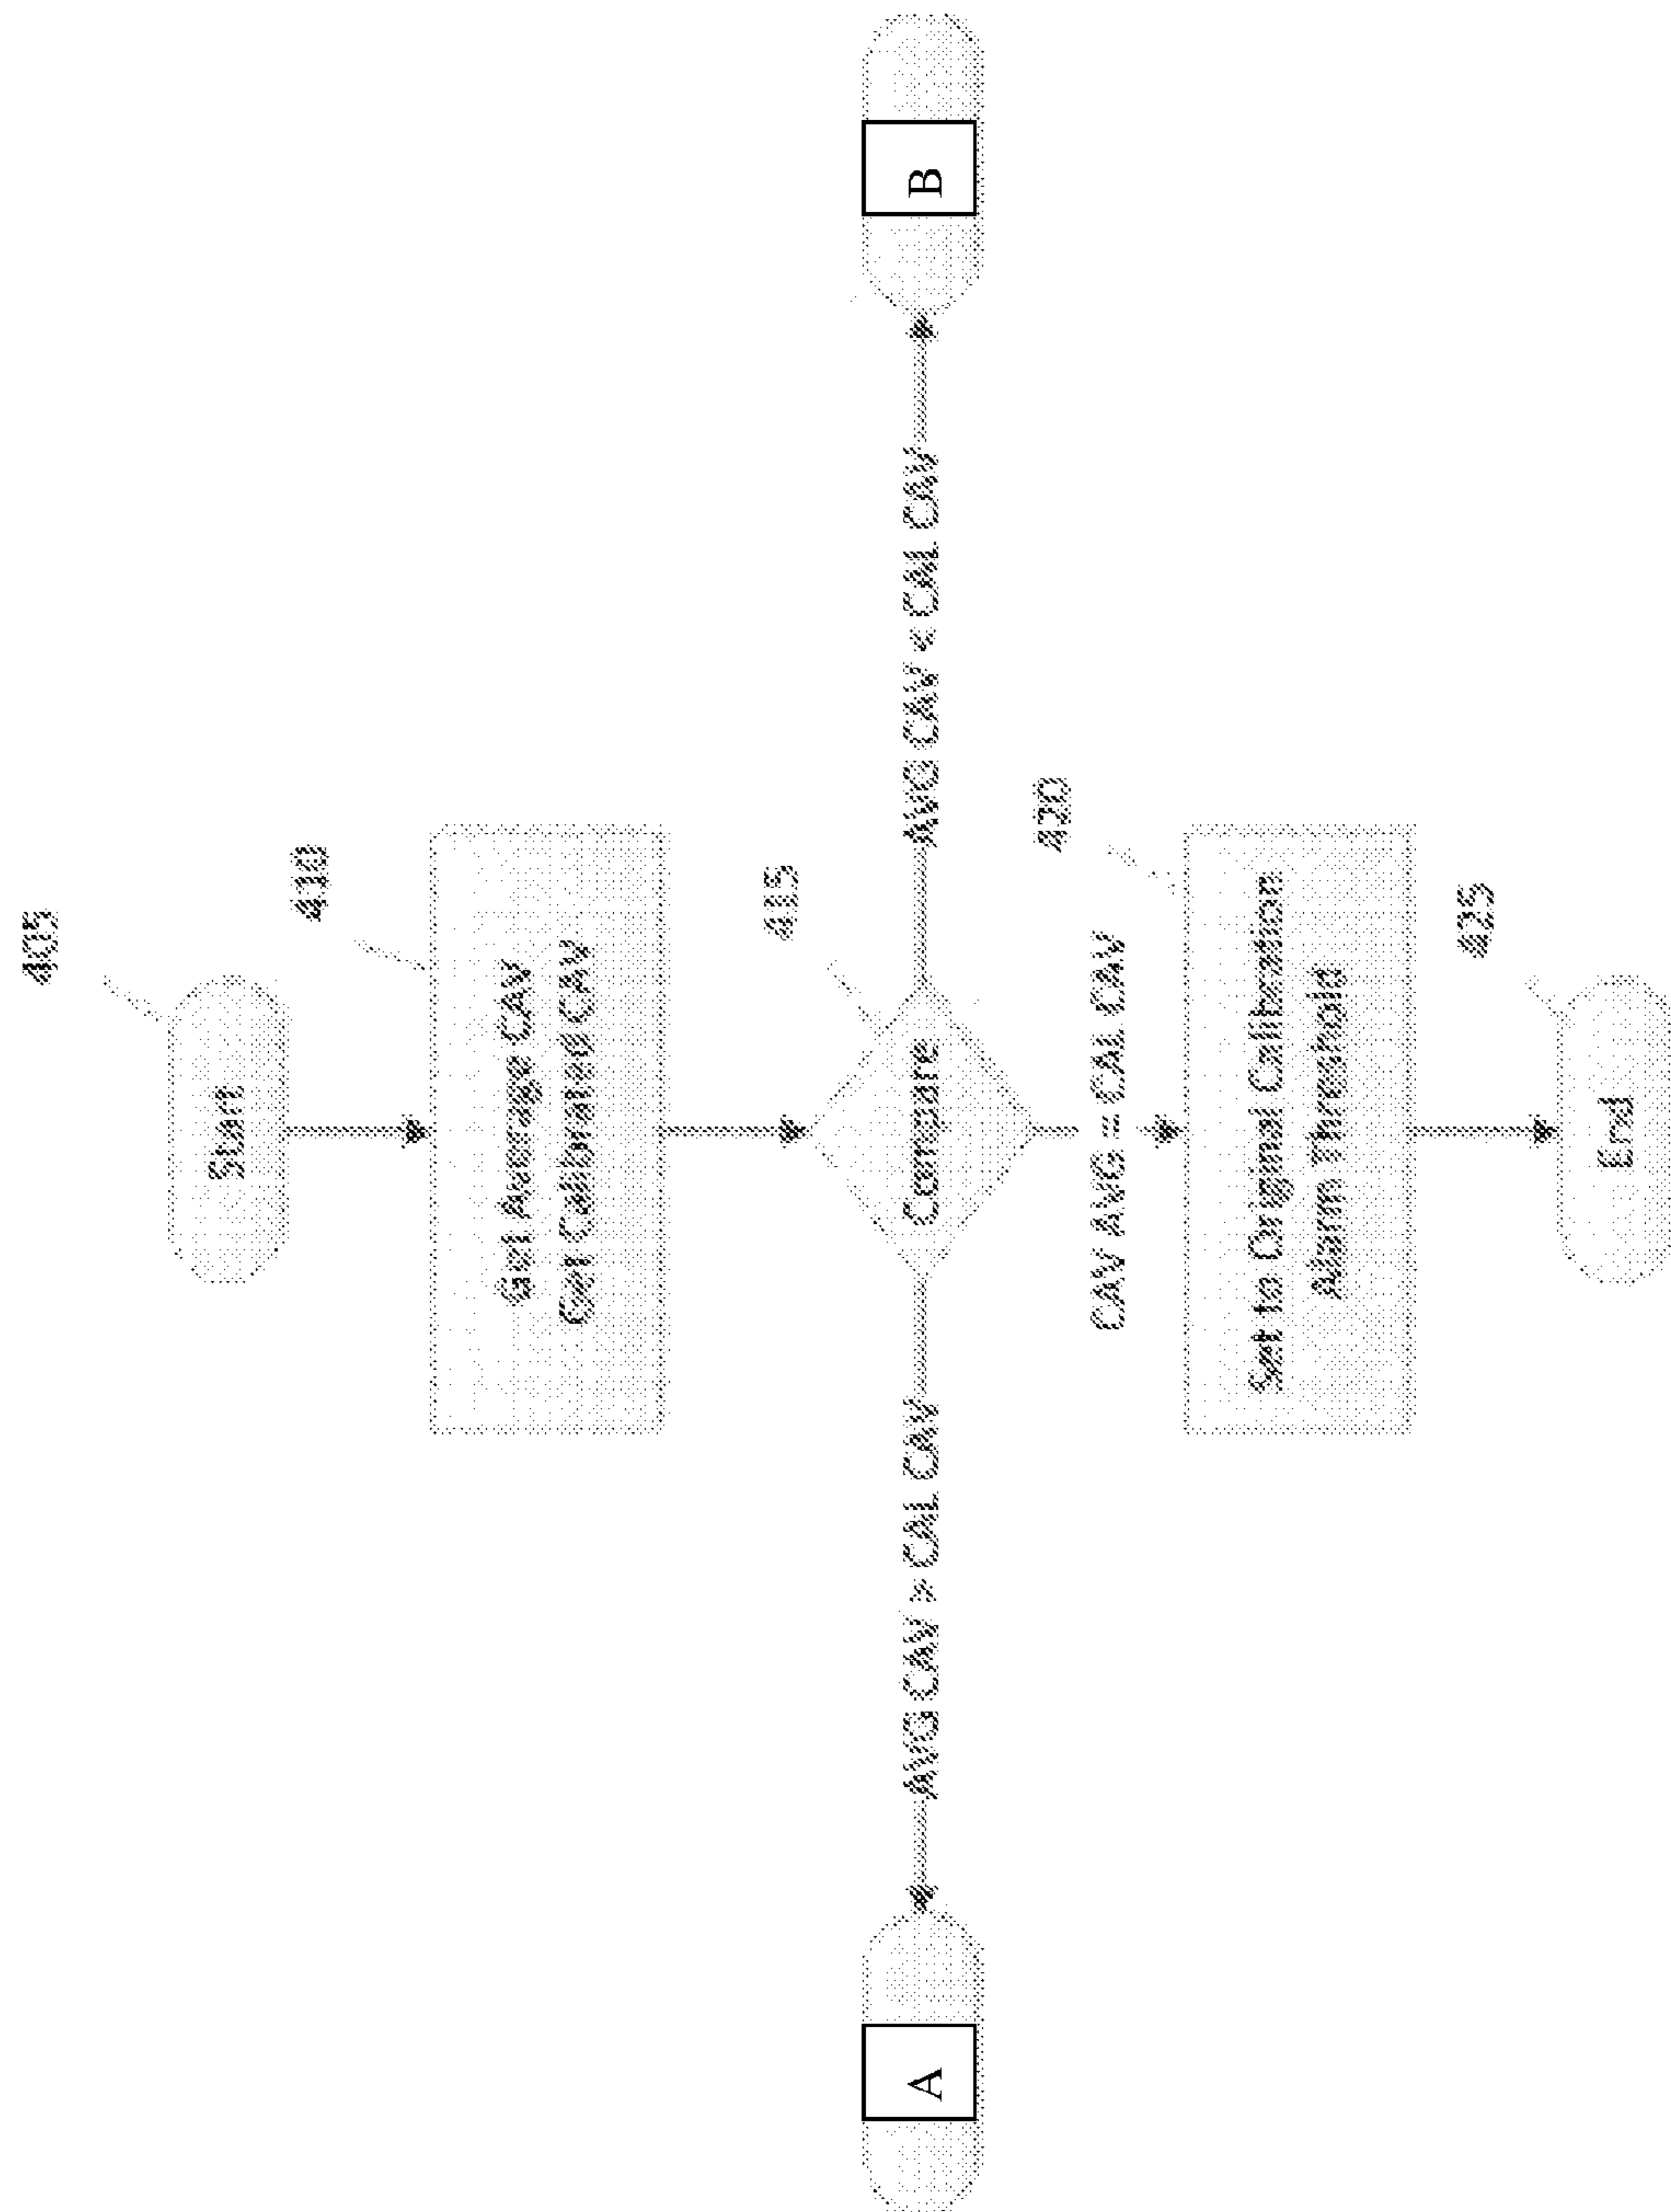 405
Start
410
Get Average CAV
Get Calibrated CAV
415
Compare
A
AVG CAV > CAL CAV
AVG CAV < CAL CAV
B
CAV AVG = CAL CAV
420
Set to Original Calibration
Alarm Threshold
425
End